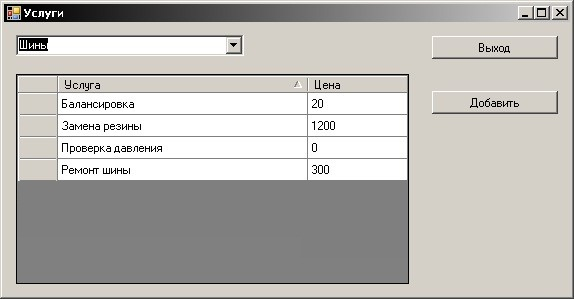 Услуги
Шины
Выход
Добавить
Услуга Цена
Балансировка 20
Замена резины 1200
Проверка давления 0
Ремонт шины 300